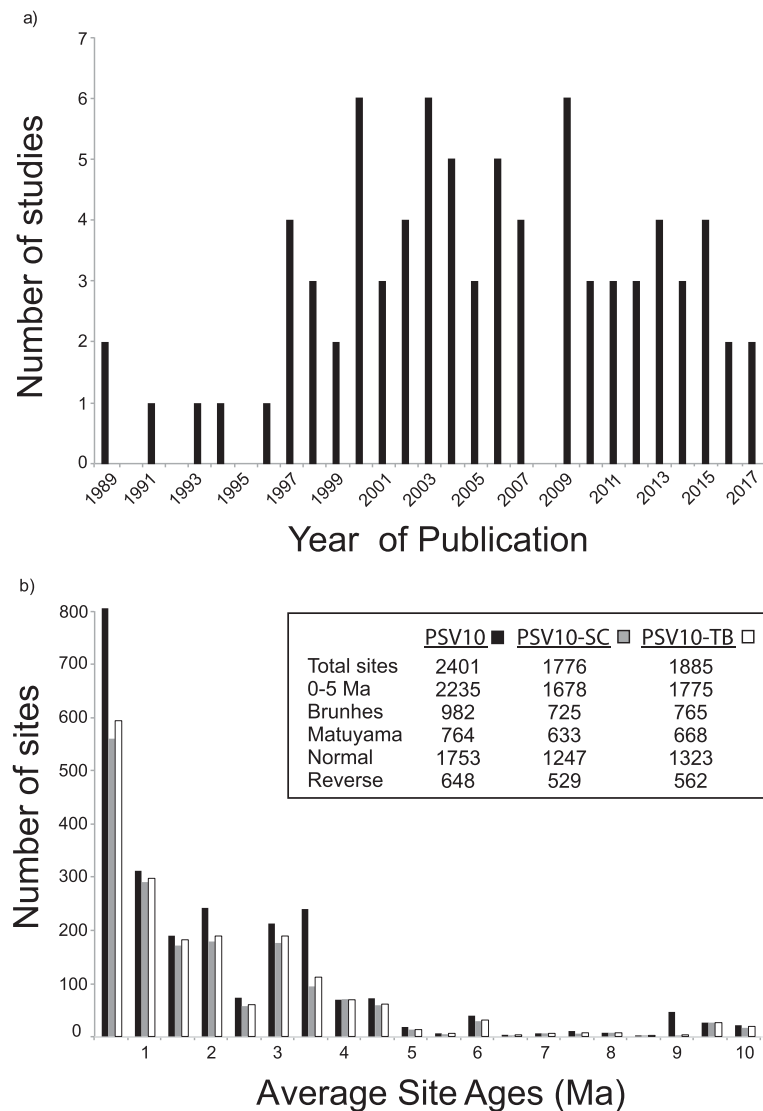 a)
7
6
5
4
3
2
1
0
Number of studies
1989 1991 1993 1995 1997 1999 2001 2003 2005 2007 2009 2011 2013 2015 2017
Year of Publication
b)
800
700
600
500
400
300
200
100
0
Number of sites
PSV10 PSV10-SC PSV10-TB
Total sites 2401 1776 1885
0-5 Ma 2235 1678 1775
Brunhes 982 725 765
Matuyama 764 633 668
Normal 1753 1247 1323
Reverse 648 529 562
1 2 3 4 5 6 7 8 9 10
Average Site Ages (Ma)